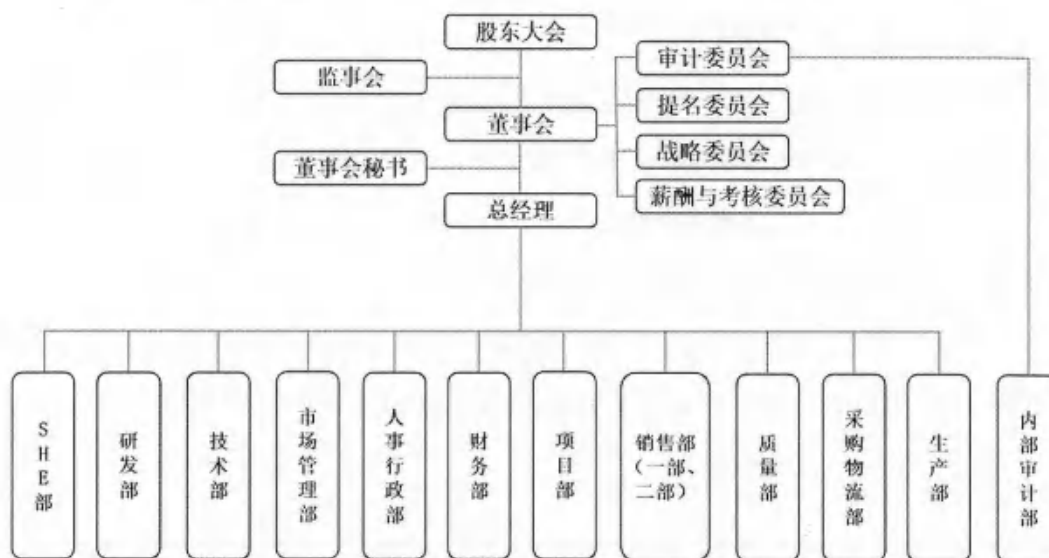 股东大会
审计委员会
监事会
提名委员会
董事会
战略委员会
董事会秘书
薪酬与考核委员会
总经理
SHE部
研发部
技术部
市场管理部
人事行政部
财务部
项目部
销售部
（一部、
二部）
质量部
采购物流部
生产部
内部审计部